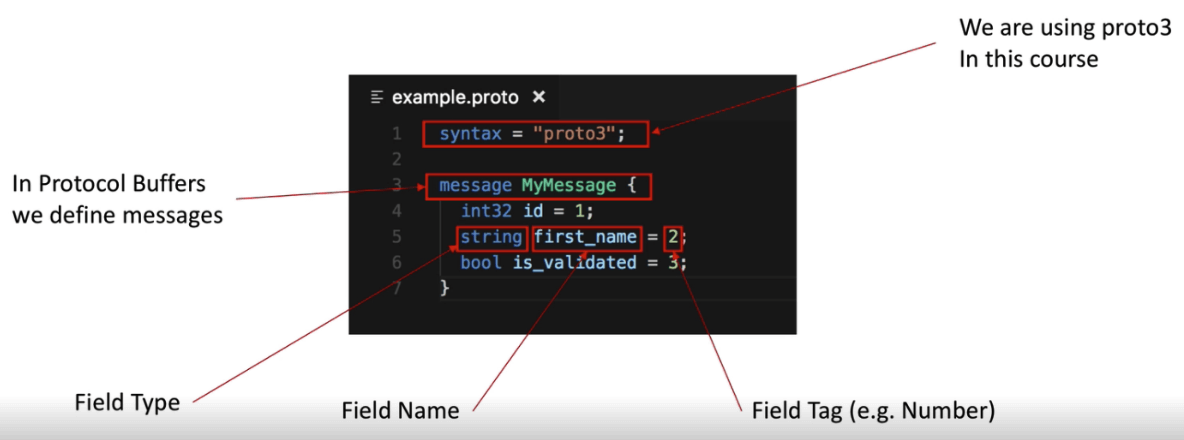 We are using proto3
In this course
example.proto ×
1 syntax = "proto3";
2
3 message MyMessage {
4 int32 id = 1;
5 string first_name = 2;
6 bool is_validated = 3;
7 }
In Protocol Buffers
we define messages
Field Type
Field Name
Field Tag (e.g. Number)